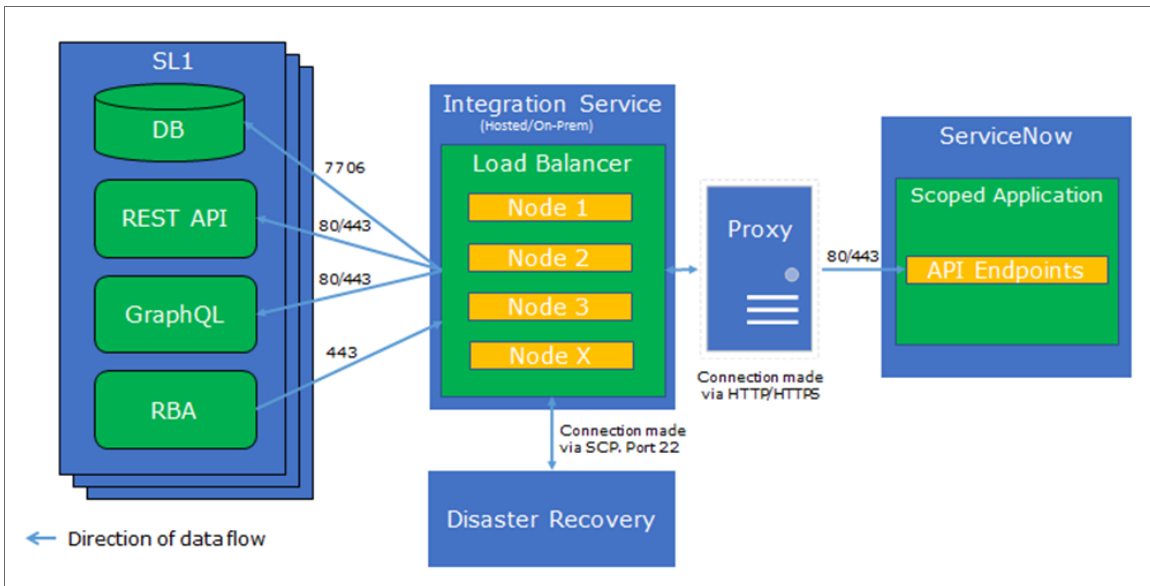 SL1
DB
REST API
GraphQL
RBA
7706
80/443
80/443
443
Integration Service
(Hosted/On-Prem)
Load Balancer
Node 1
Node 2
Node 3
Node X
Connection made
via SCP. Port 22
Disaster Recovery
Proxy
Connection made
via HTTP/HTTPS
80/443
ServiceNow
Scoped Application
API Endpoints
Direction of data flow